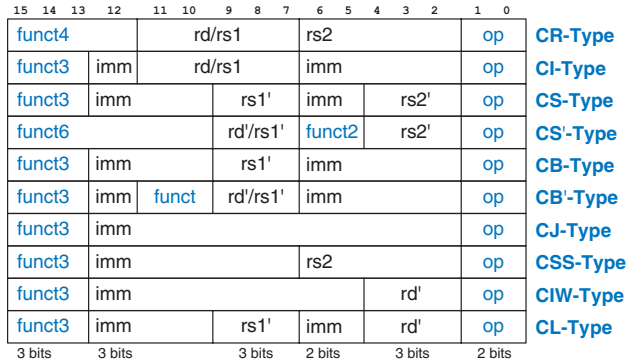 15 14 13 12 11 10 9 8 7 6 5 4 3 2 1 0
funct4 rd/rs1 rs2 op CR-Type
funct3 imm rd/rs1 imm op CI-Type
funct3 imm rs1' imm rs2' op CS-Type
funct6 rd'/rs1' funct2 rs2' op CS'-Type
funct3 imm rs1' imm op CB-Type
funct3 imm funct rd'/rs1' imm op CB'-Type
funct3 imm op CJ-Type
funct3 imm rs2 op CSS-Type
funct3 imm rd' op CIW-Type
funct3 imm rs1' imm rd' op CL-Type
3 bits 3 bits 3 bits 2 bits 3 bits 2 bits